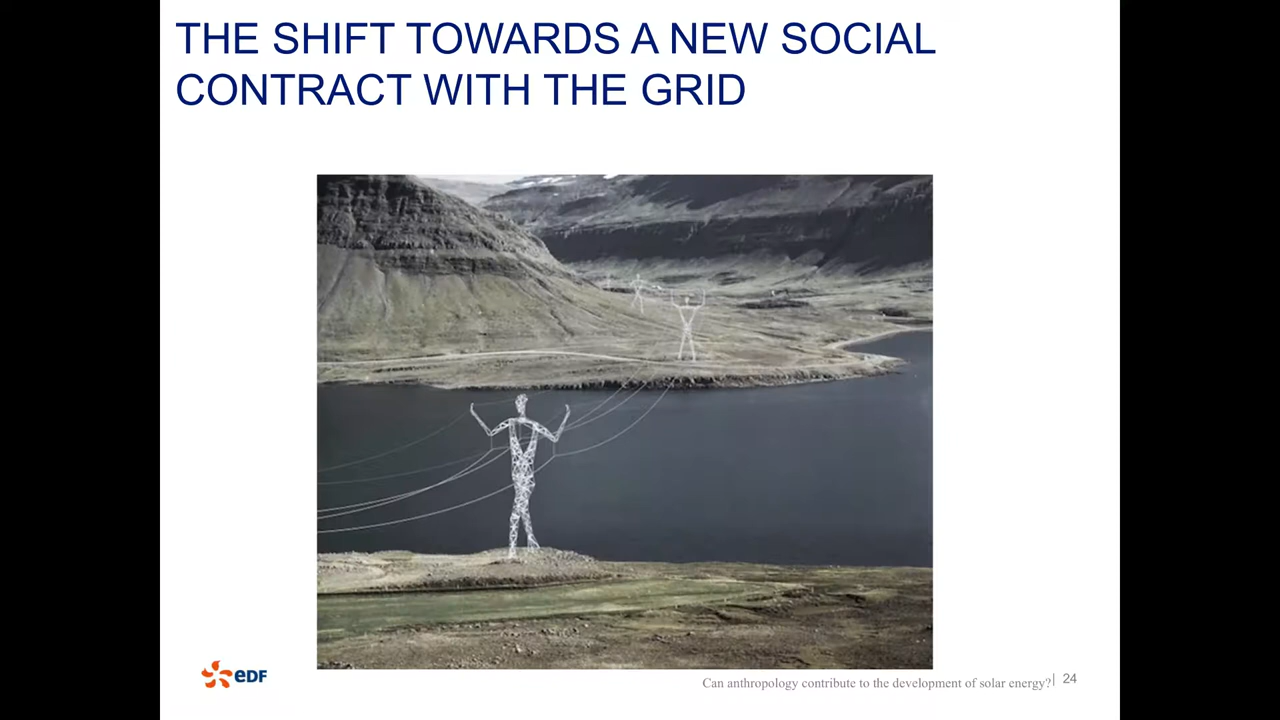 THE SHIFT TOWARDS A NEW SOCIAL
CONTRACT WITH THE GRID
eDF
Can anthropology contribute to the development of solar energy?| 24